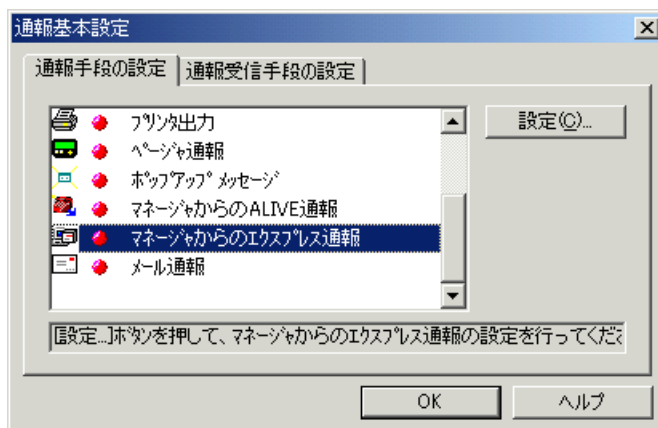 通報基本設定
通報手段の設定 通報受信手段の設定
プリンタ出力
設定(C)...
ページャ通報
ポップアップ メッセージ
マネージャからのALIVE通報
マネージャからのエクスプレス通報
メール通報
[設定...]ボタンを押して、マネージャからのエクスプレス通報の設定を行ってくだ
OK ヘルプ